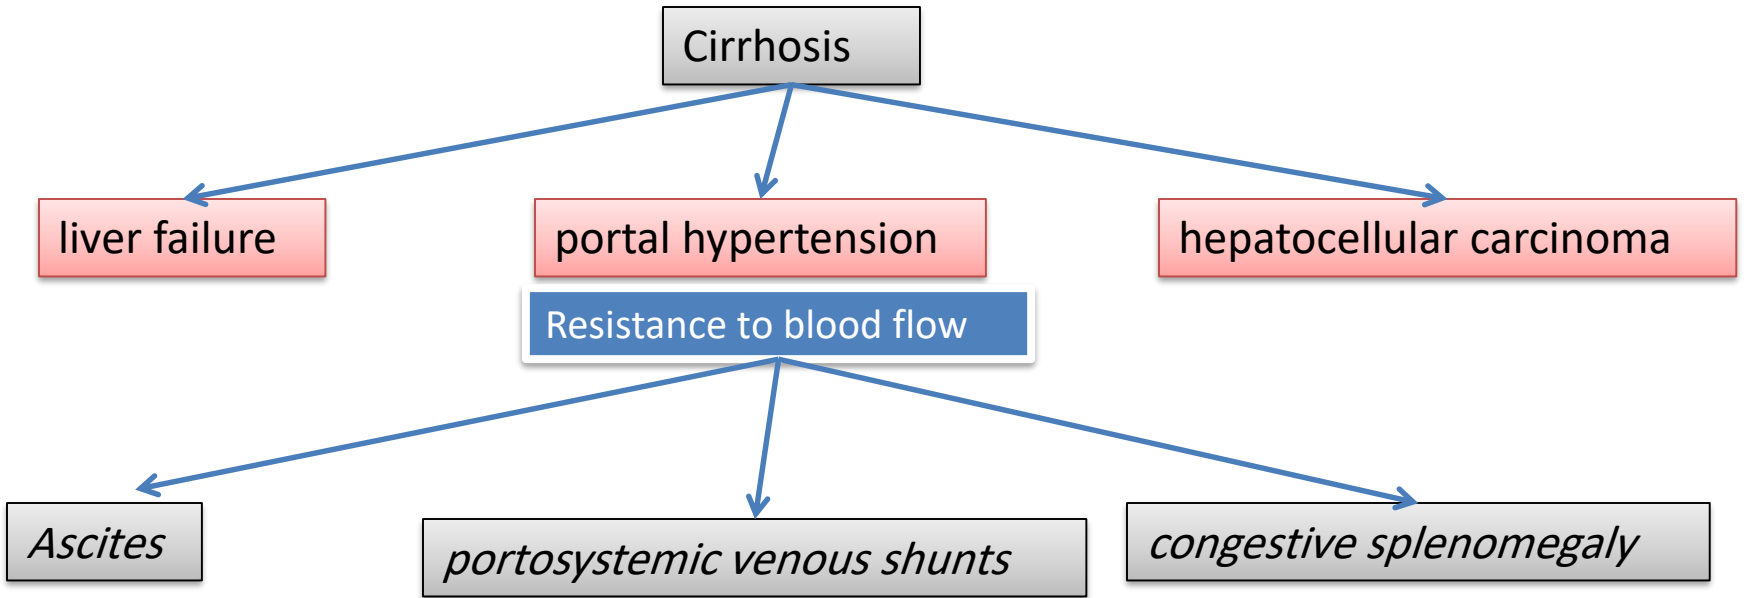 Cirrhosis
liver failure
portal hypertension
hepatocellular carcinoma
Resistance to blood flow
Ascites
portosystemic venous shunts
congestive splenomegaly